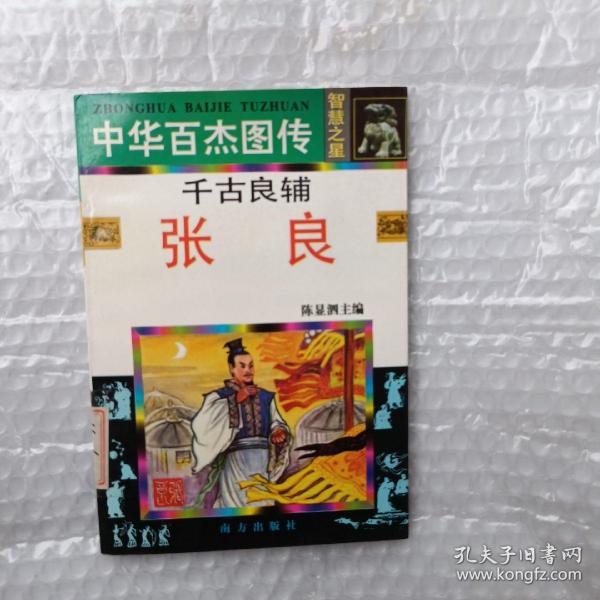 ZHONGHUA BAIJIE TUZHUAN
中华百杰图传
智慧之星
千古良辅
张良
陈显泗主编
南方出版社
孔夫子旧书网
www.kongfz.com